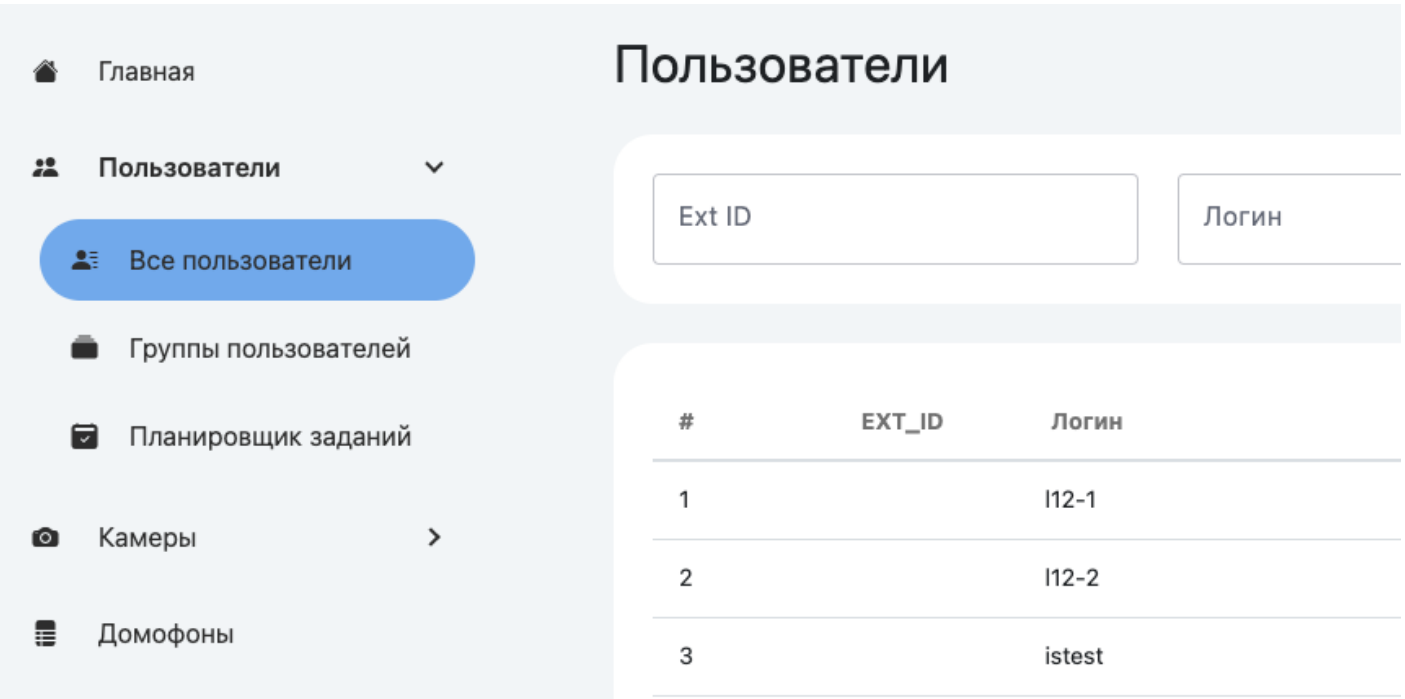 Главная
Пользователи
Все пользователи
Группы пользователей
Планировщик заданий
Камеры
Домофоны
Пользователи
Ext ID Логин
# EXT_ID Логин
1 l12-1
2 l12-2
3 istest